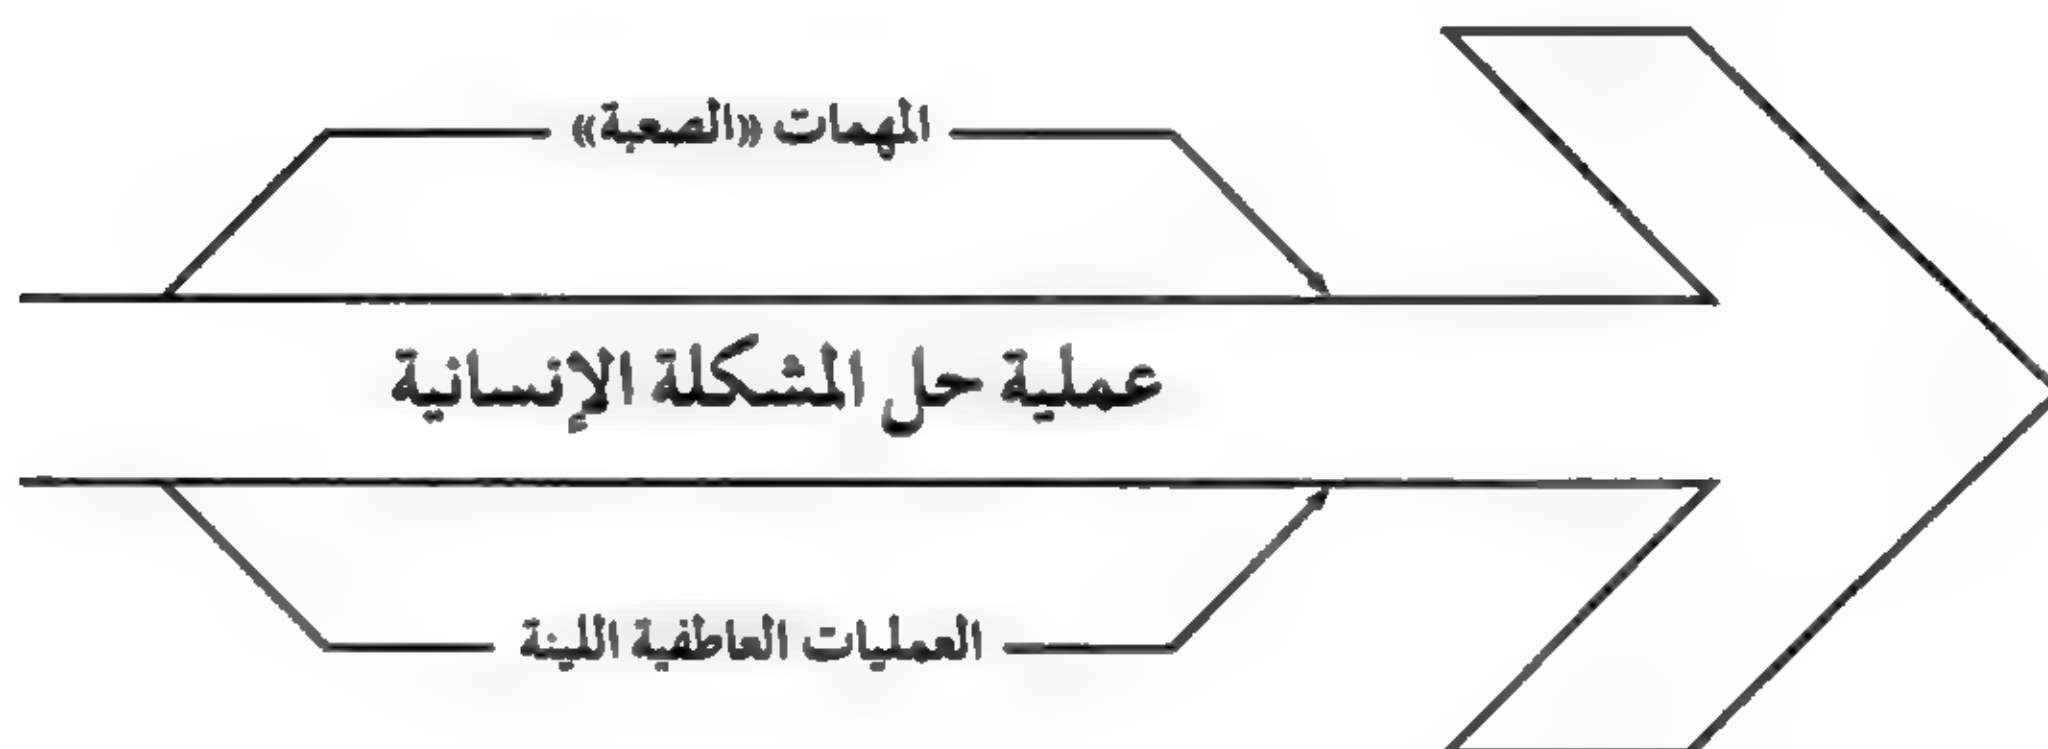 المهمات «الصعبة»
عملية حل المشكلة الإنسانية
العمليات العاطفية اللينة